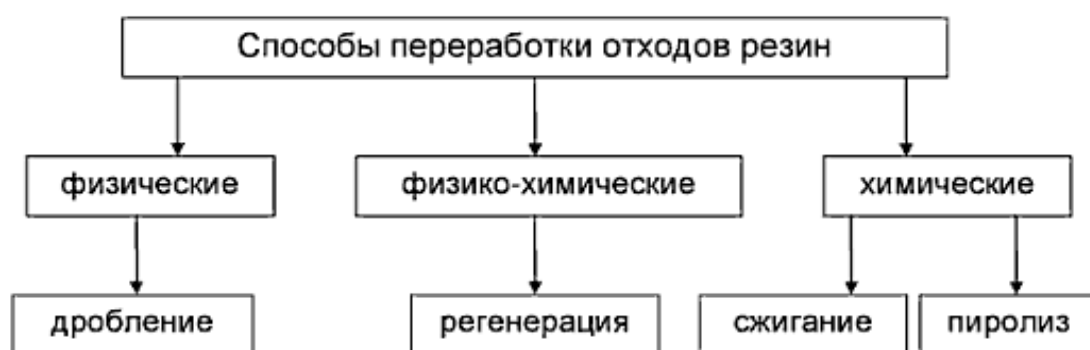 Способы переработки отходов резин
физические
физико-химические
химические
дробление
регенерация
сжигание
пиролиз